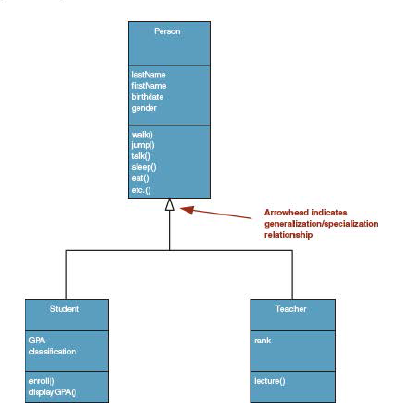 Person
lastName
firstName
birthdate
gender
walk()
jump()
talk()
sleep()
eat()
etc.()
Arrowhead indicates
generalization/specialization
relationship
Student
Teacher
GPA
classification
rank
enroll()
displayGPA()
lecture()